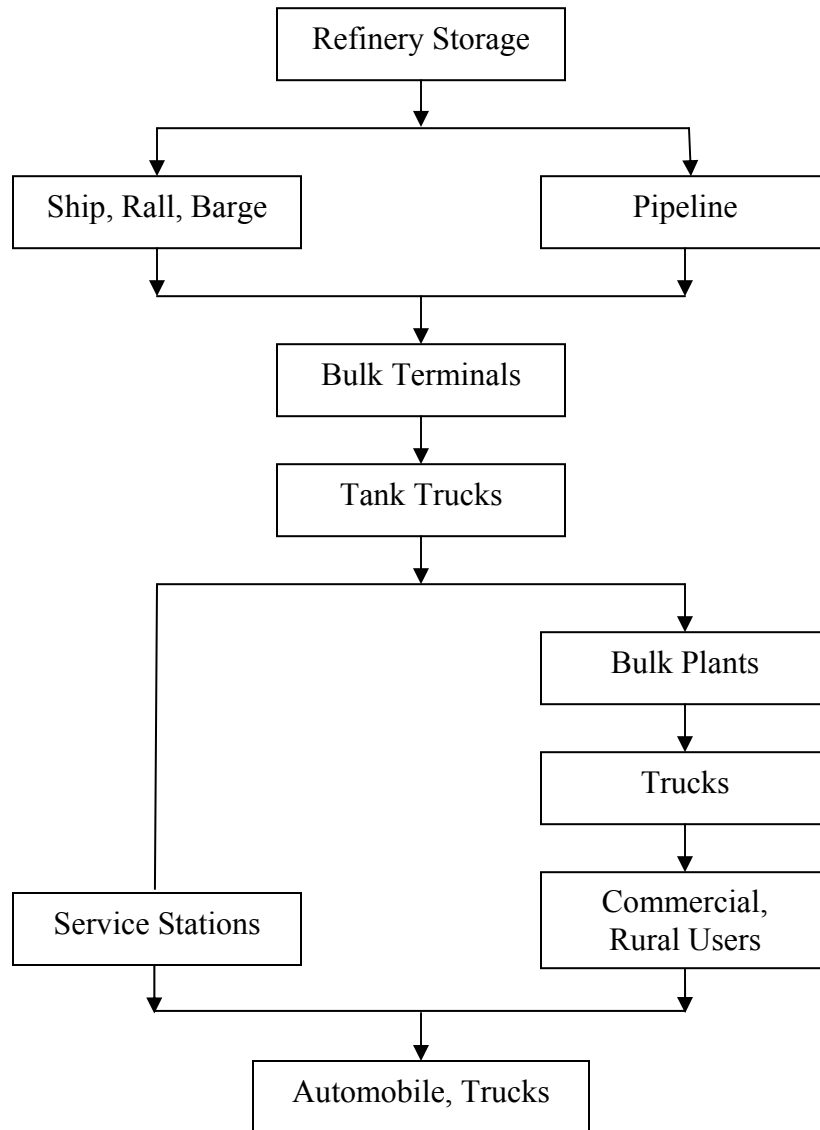 Refinery Storage
Ship, Rall, Barge
Pipeline
Bulk Terminals
Tank Trucks
Bulk Plants
Trucks
Service Stations
Commercial,
Rural Users
Automobile, Trucks